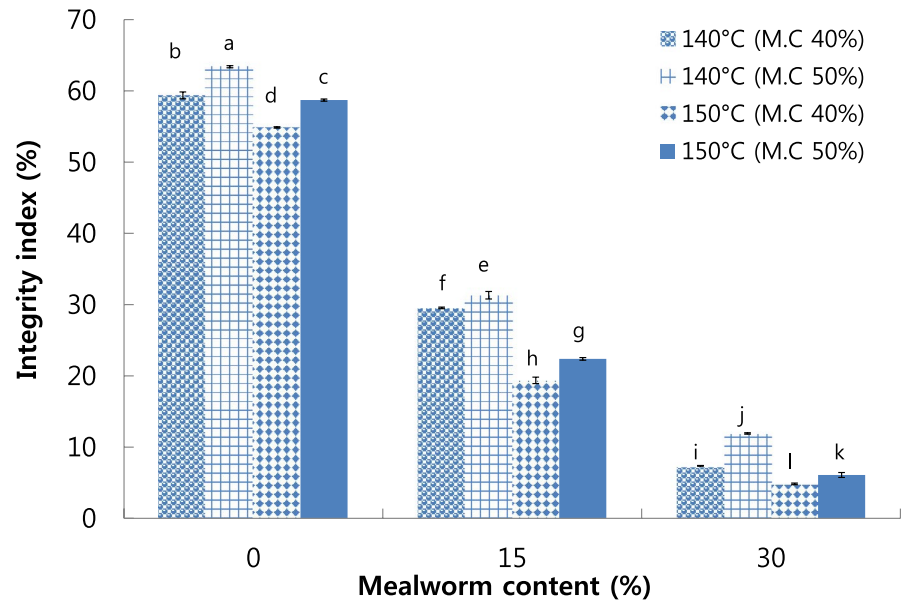 70
60
50
40
30
20
10
0
Integrity index (%)
140°C (M.C 40%)
140°C (M.C 50%)
150°C (M.C 40%)
150°C (M.C 50%)
b
a
d
c
f
e
h
g
i
j
l
k
0
15
30
Mealworm content (%)